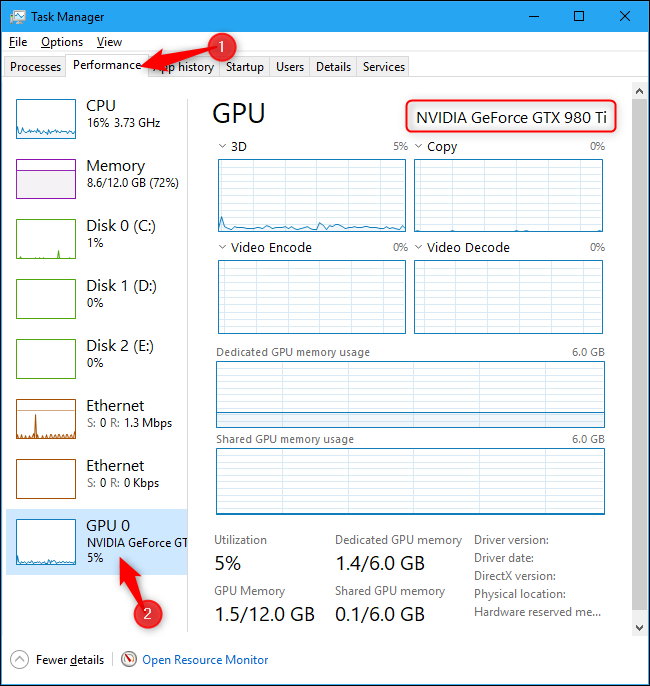 Task Manager
File Options View
1
Processes Performance App history Startup Users Details Services
CPU
16% 3.73 GHz
Memory
8.6/12.0 GB (72%)
Disk 0 (C:)
1%
Disk 1 (D:)
0%
Disk 2 (E:)
0%
Ethernet
S: 0 R: 1.3 Mbps
Ethernet
S: 0 R: 0 Kbps
GPU 0
NVIDIA GeForce GT
5%
2
GPU
NVIDIA GeForce GTX 980 Ti
3D 5% Copy 0%
Video Encode 0% Video Decode 0%
Dedicated GPU memory usage 6.0 GB
Shared GPU memory usage 6.0 GB
Utilization
5%
Dedicated GPU memory
1.4/6.0 GB
GPU Memory
1.5/12.0 GB
Shared GPU memory
0.1/6.0 GB
Driver version:
Driver date:
DirectX version:
Physical location:
Hardware reserved me...
Fewer details Open Resource Monitor